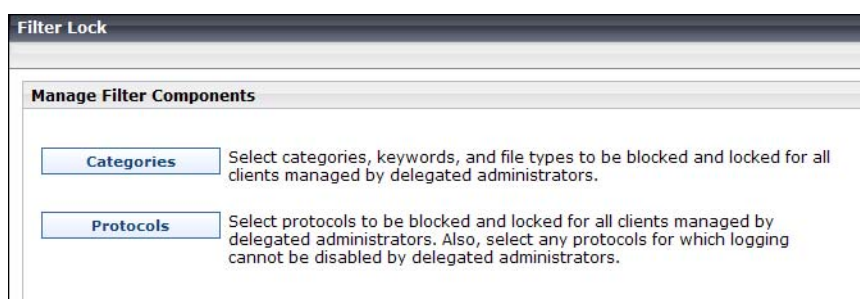 Filter Lock
Manage Filter Components
Categories
Select categories, keywords, and file types to be blocked and locked for all
clients managed by delegated administrators.
Protocols
Select protocols to be blocked and locked for all clients managed by
delegated administrators. Also, select any protocols for which logging
cannot be disabled by delegated administrators.